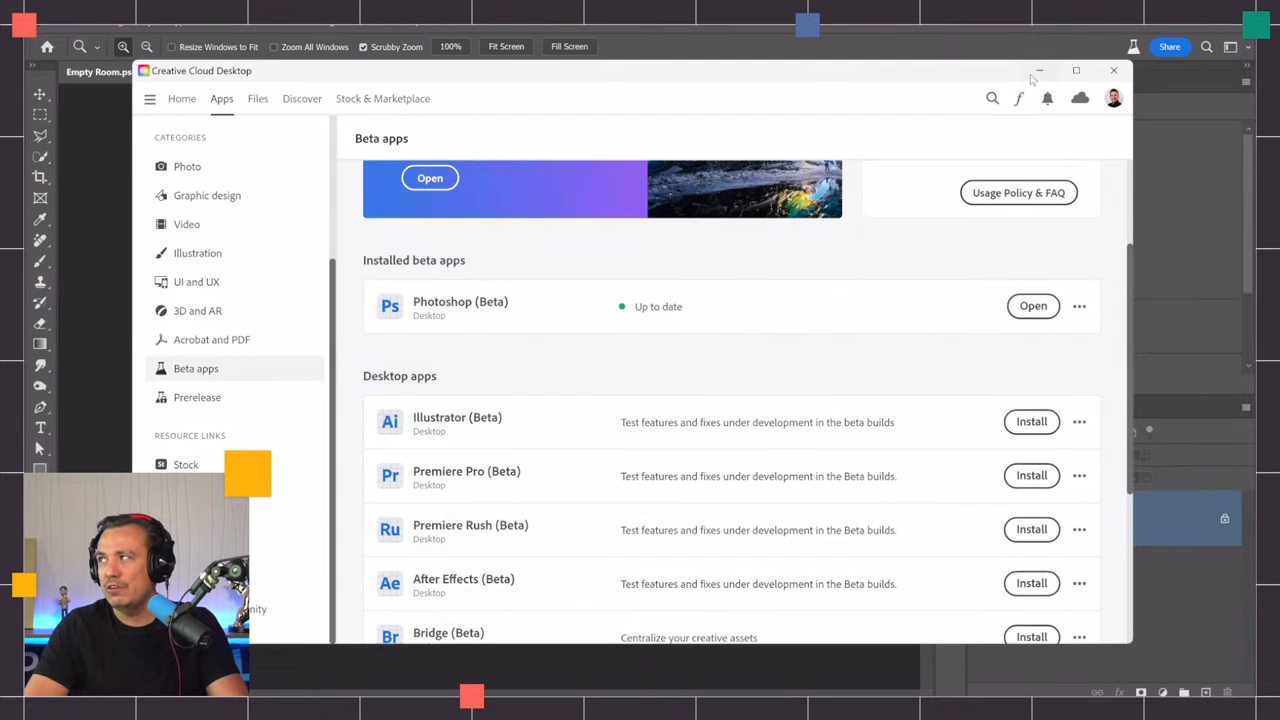 Resize Windows to Fit
Zoom All Windows
Scrubby Zoom
100%
Fit Screen
Fill Screen
Share
Empty Room.ps
Creative Cloud Desktop
Home
Apps
Files
Discover
Stock & Marketplace
CATEGORIES
Photo
Graphic design
Video
Illustration
UI and UX
3D and AR
Acrobat and PDF
Beta apps
Prerelease
RESOURCE LINKS
St Stock
nity
Beta apps
Open
Usage Policy & FAQ
Installed beta apps
Ps Photoshop (Beta)
Desktop
Up to date
Open
Desktop apps
Ai Illustrator (Beta)
Desktop
Test features and fixes under development in the beta builds
Install
Pr Premiere Pro (Beta)
Desktop
Test features and fixes under development in the Beta builds.
Install
Ru Premiere Rush (Beta)
Desktop
Test features and fixes under development in the Beta builds.
Install
Ae After Effects (Beta)
Desktop
Test features and fixes under development in the Beta builds.
Install
Br Bridge (Beta)
Centralize your creative assets
Install
fx